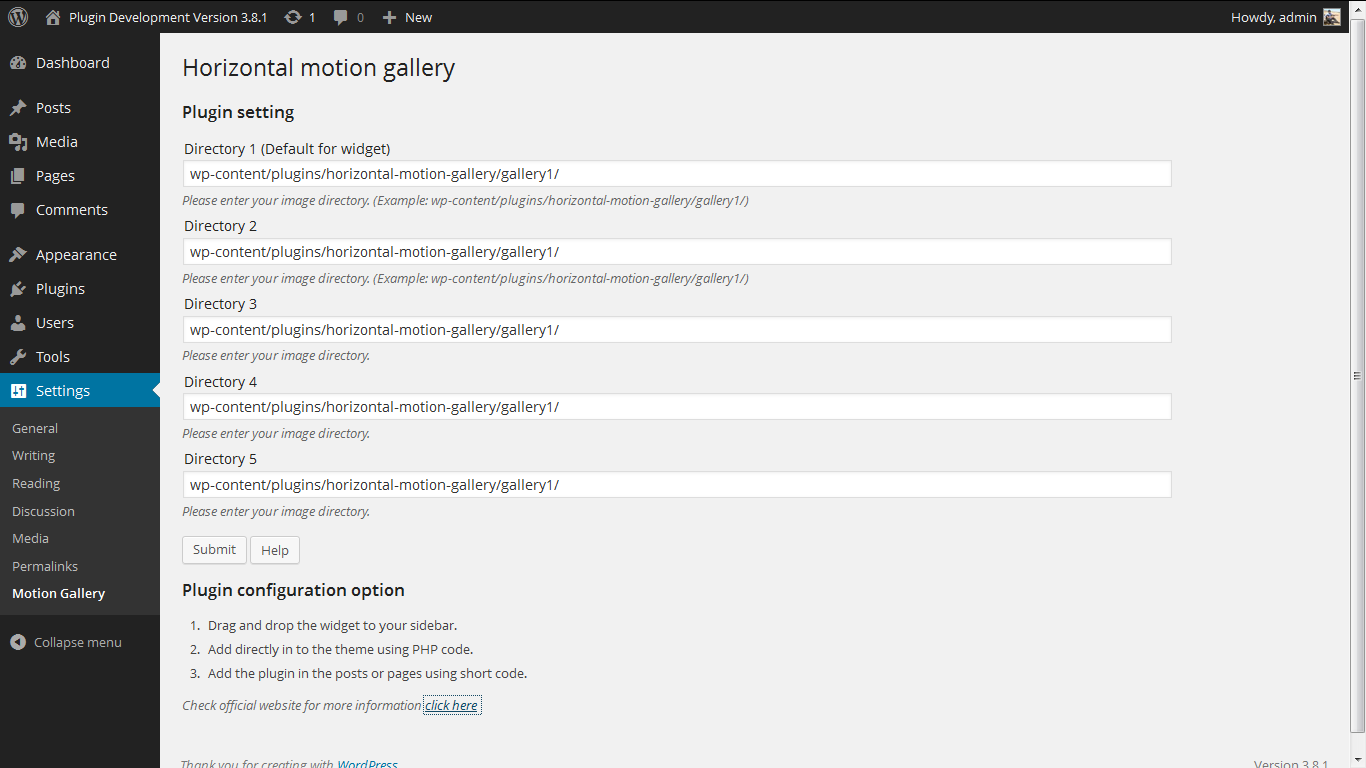 Plugin Development Version 3.8.1 1 0 New Howdy, admin
Dashboard
Posts
Media
Pages
Comments
Appearance
Plugins
Users
Tools
Settings
General
Writing
Reading
Discussion
Media
Permalinks
Motion Gallery
Collapse menu
Horizontal motion gallery
Plugin setting
Directory 1 (Default for widget)
wp-content/plugins/horizontal-motion-gallery/gallery1/
Please enter your image directory. (Example: wp-content/plugins/horizontal-motion-gallery/gallery1/)
Directory 2
wp-content/plugins/horizontal-motion-gallery/gallery1/
Please enter your image directory. (Example: wp-content/plugins/horizontal-motion-gallery/gallery1/)
Directory 3
wp-content/plugins/horizontal-motion-gallery/gallery1/
Please enter your image directory.
Directory 4
wp-content/plugins/horizontal-motion-gallery/gallery1/
Please enter your image directory.
Directory 5
wp-content/plugins/horizontal-motion-gallery/gallery1/
Please enter your image directory.
Submit Help
Plugin configuration option
1. Drag and drop the widget to your sidebar.
2. Add directly in to the theme using PHP code.
3. Add the plugin in the posts or pages using short code.
Check official website for more information click here
Thank you for creating with WordPress Version 3.8.1